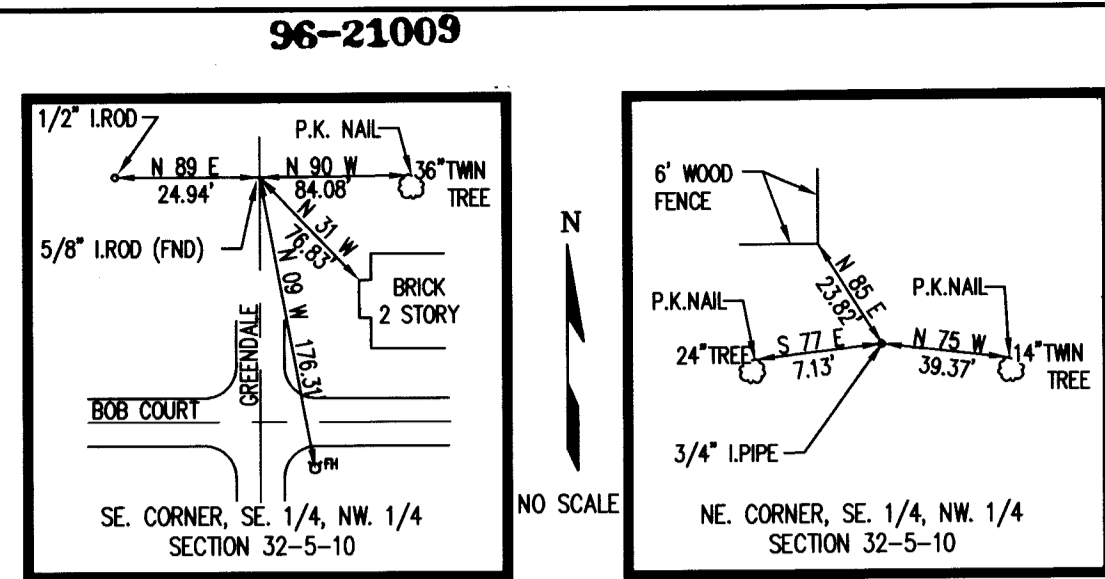 96-21009
1/2" I.ROD
P.K. NAIL
N 89 E
24.94'
N 90 W
84.08'
36" TWIN
TREE
5/8" I.ROD (FND)
N 31 W
76.83'
N 09 W 176.31'
BRICK
2 STORY
GREENDALE
BOB COURT
FH
SE. CORNER, SE. 1/4, NW. 1/4
SECTION 32-5-10
N
NO SCALE
6' WOOD
FENCE
N 85 E
23.82'
P.K.NAIL
P.K.NAIL
24" TREE
S 77 E
7.13'
N 75 W
39.37'
14" TWIN
TREE
3/4" I.PIPE
NE. CORNER, SE. 1/4, NW. 1/4
SECTION 32-5-10